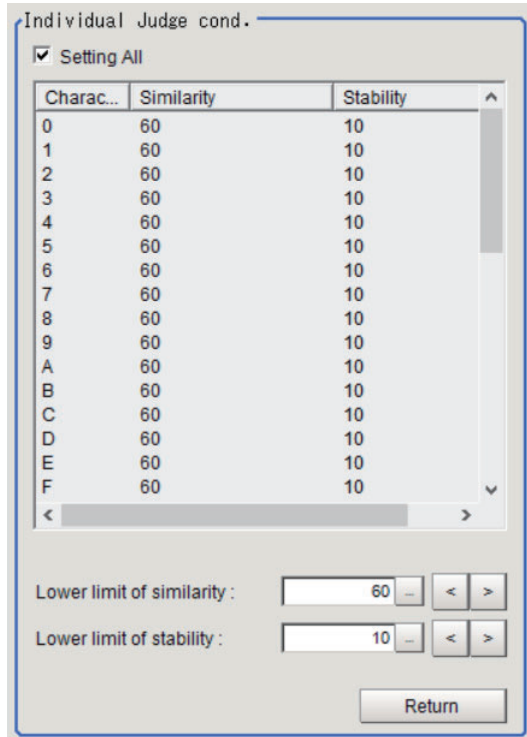 Individual Judge cond.
Setting All
Charac... Similarity Stability
0 60 10
1 60 10
2 60 10
3 60 10
4 60 10
5 60 10
6 60 10
7 60 10
8 60 10
9 60 10
A 60 10
B 60 10
C 60 10
D 60 10
E 60 10
F 60 10
Lower limit of similarity : 60 ... < >
Lower limit of stability : 10 ... < >
Return